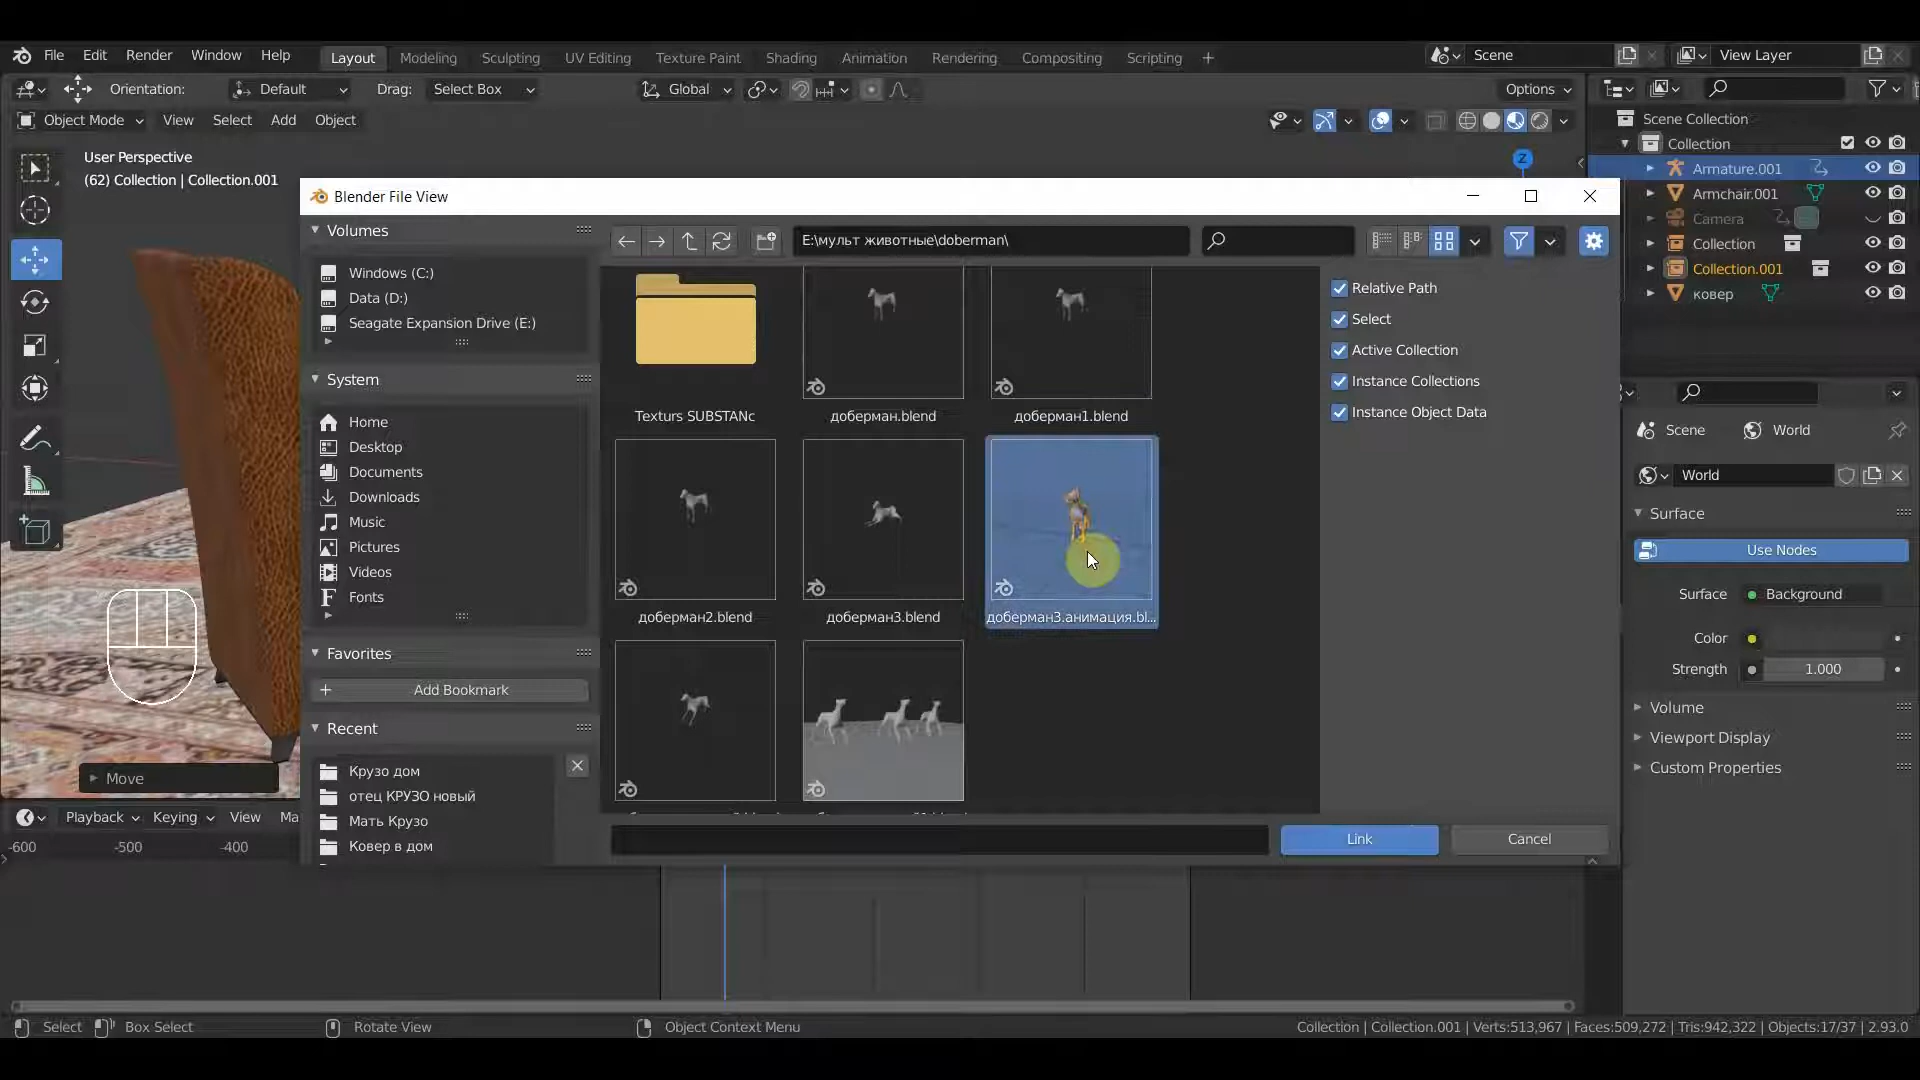 File Edit Render Window Help Layout Modeling Sculpting UV Editing Texture Paint Shading Animation Rendering Compositing Scripting + Scene View Layer
Orientation: Default Drag: Select Box Global Options
Object Mode View Select Add Object
User Perspective
(62) Collection | Collection.001
Z
Scene Collection
Collection
Armature.001
Armchair.001
Camera
Collection
Collection.001
ковер
Blender File View
Volumes
Windows (C:)
Data (D:)
Seagate Expansion Drive (E:)
System
Home
Desktop
Documents
Downloads
Music
Pictures
Videos
Fonts
Favorites
Add Bookmark
Recent
Крузо дом
отец КРУЗО новый
Мать Крузо
Ковер в дом
E:\мульт животные\doberman\
Texturs SUBSTANc
доберман.blend
доберман1.blend
доберман2.blend
доберман3.blend
доберман3.анимация.bl...
Relative Path
Select
Active Collection
Instance Collections
Instance Object Data
Link
Cancel
Scene World
World
Surface
Use Nodes
Surface Background
Color
Strength 1.000
Volume
Viewport Display
Custom Properties
Move
Playback Keying View Ma
-600 -500 -400
Select Box Select Rotate View Object Context Menu Collection | Collection.001 | Verts:513,967 | Faces:509,272 | Tris:942,322 | Objects:17/37 | 2.93.0